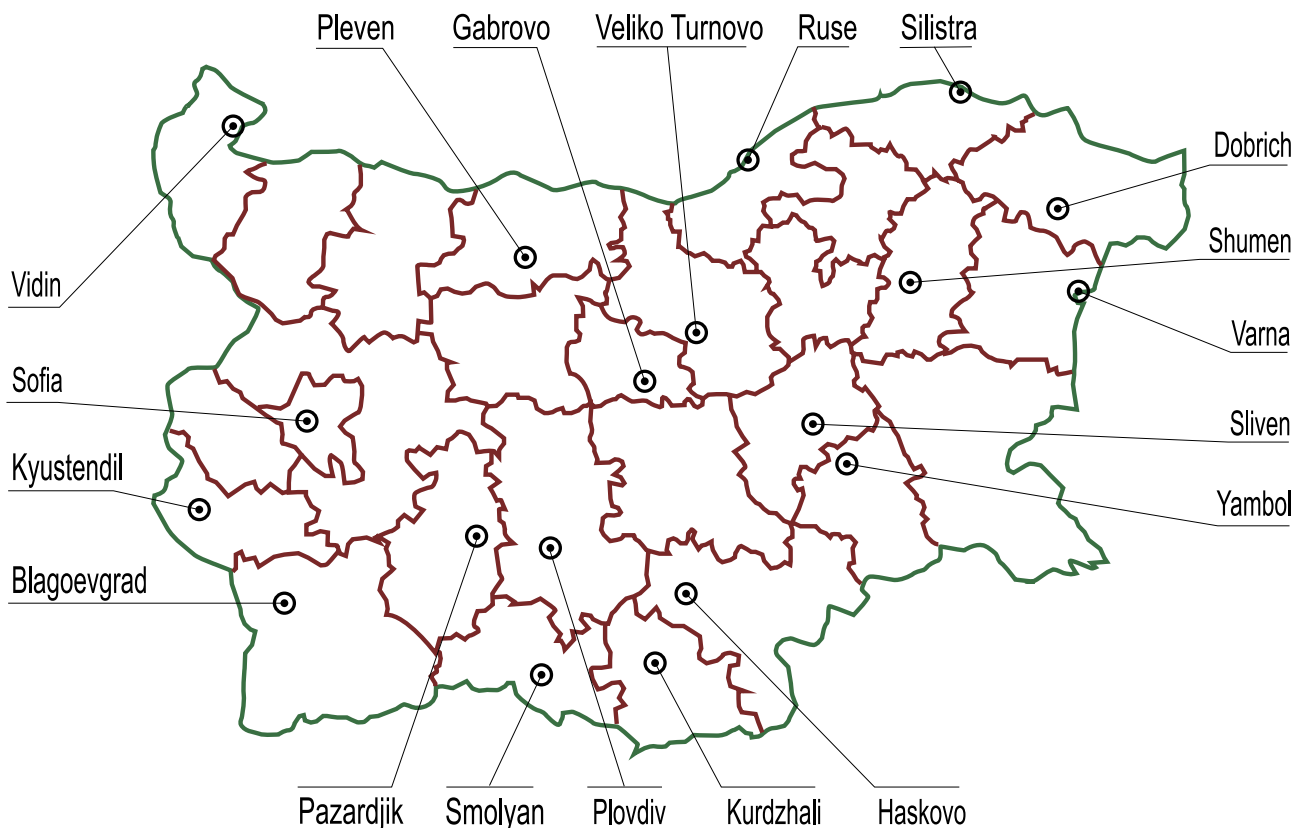 Pleven
Gabrovo
Veliko Turnovo
Ruse
Silistra
Dobrich
Shumen
Vidin
Varna
Sofia
Sliven
Kyustendil
Yambol
Blagoevgrad
Pazardjik
Smolyan
Plovdiv
Kurdzhali
Haskovo